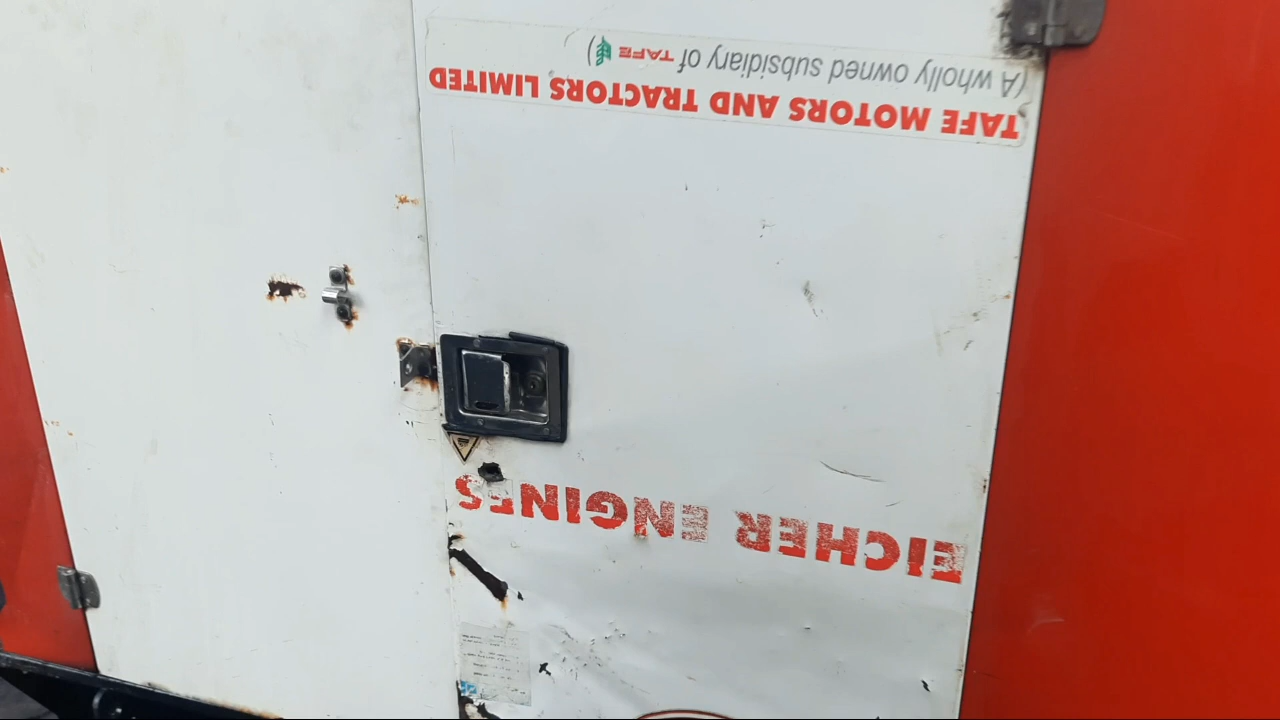 EICHER ENGINES
TAFE MOTORS AND TRACTORS LIMITED
(A wholly owned subsidiary of TAFE)